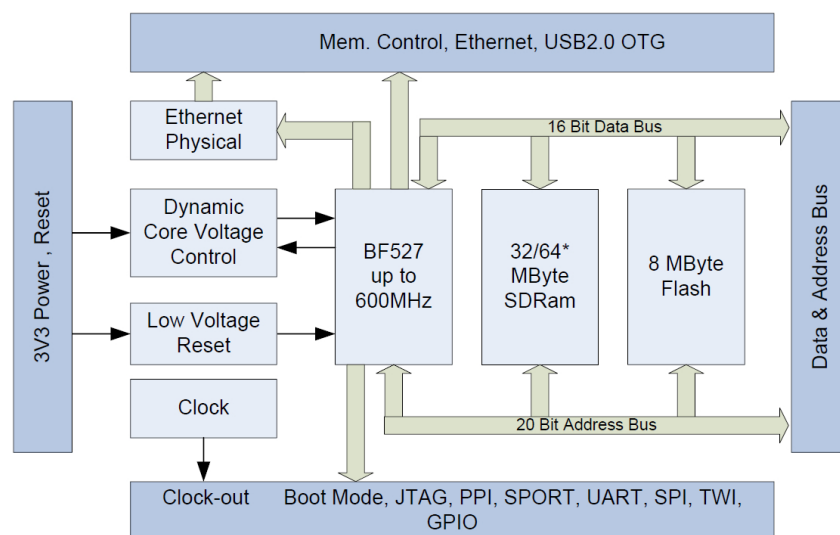 Mem. Control, Ethernet, USB2.0 OTG
Ethernet
Physical
16 Bit Data Bus
3V3 Power , Reset
Dynamic
Core Voltage
Control
BF527
up to
600MHz
32/64*
MByte
SDRam
8 MByte
Flash
Data & Address Bus
Low Voltage
Reset
Clock
20 Bit Address Bus
Clock-out
Boot Mode, JTAG, PPI, SPORT, UART, SPI, TWI,
GPIO